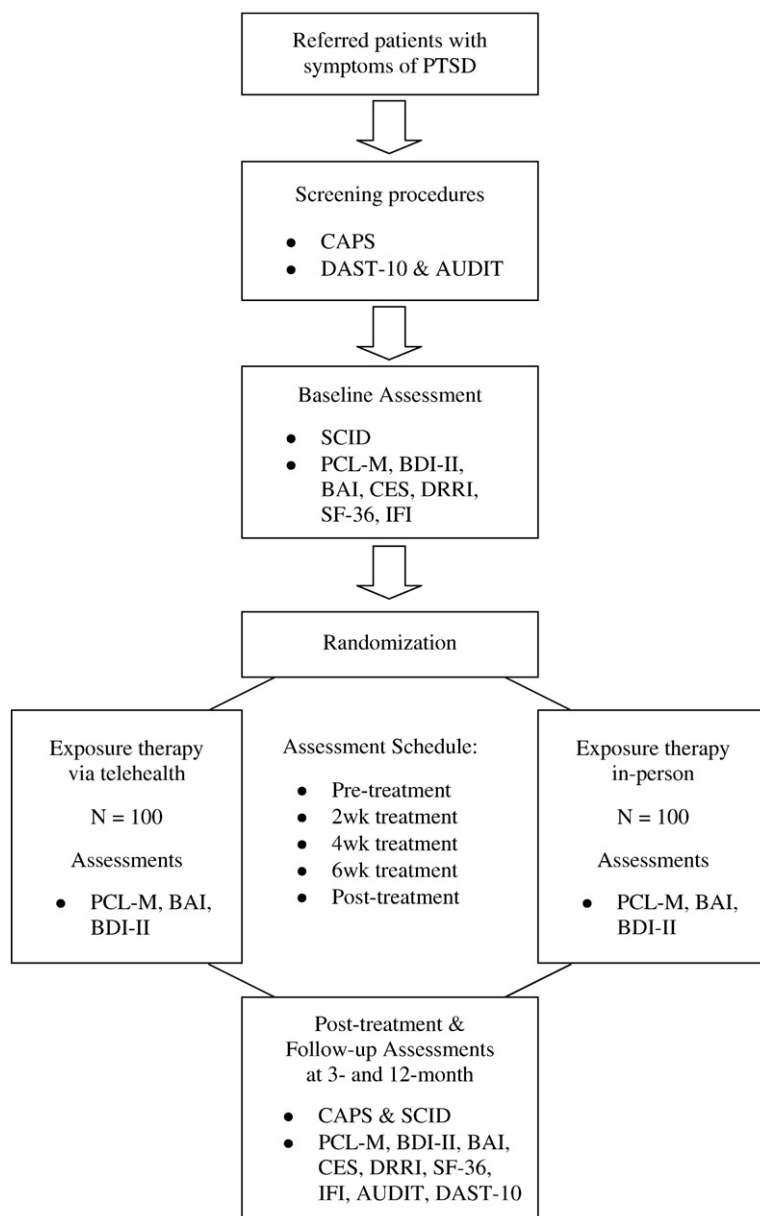 Referred patients with
symptoms of PTSD
Screening procedures
● CAPS
● DAST-10 & AUDIT
Baseline Assessment
● SCID
● PCL-M, BDI-II,
BAI, CES, DRRI,
SF-36, IFI
Randomization
Exposure therapy
via telehealth
N = 100
Assessments
● PCL-M, BAI,
BDI-II
Assessment Schedule:
● Pre-treatment
● 2wk treatment
● 4wk treatment
● 6wk treatment
● Post-treatment
Exposure therapy
in-person
N = 100
Assessments
● PCL-M, BAI,
BDI-II
Post-treatment &
Follow-up Assessments
at 3- and 12-month
● CAPS & SCID
● PCL-M, BDI-II, BAI,
CES, DRRI, SF-36,
IFI, AUDIT, DAST-10